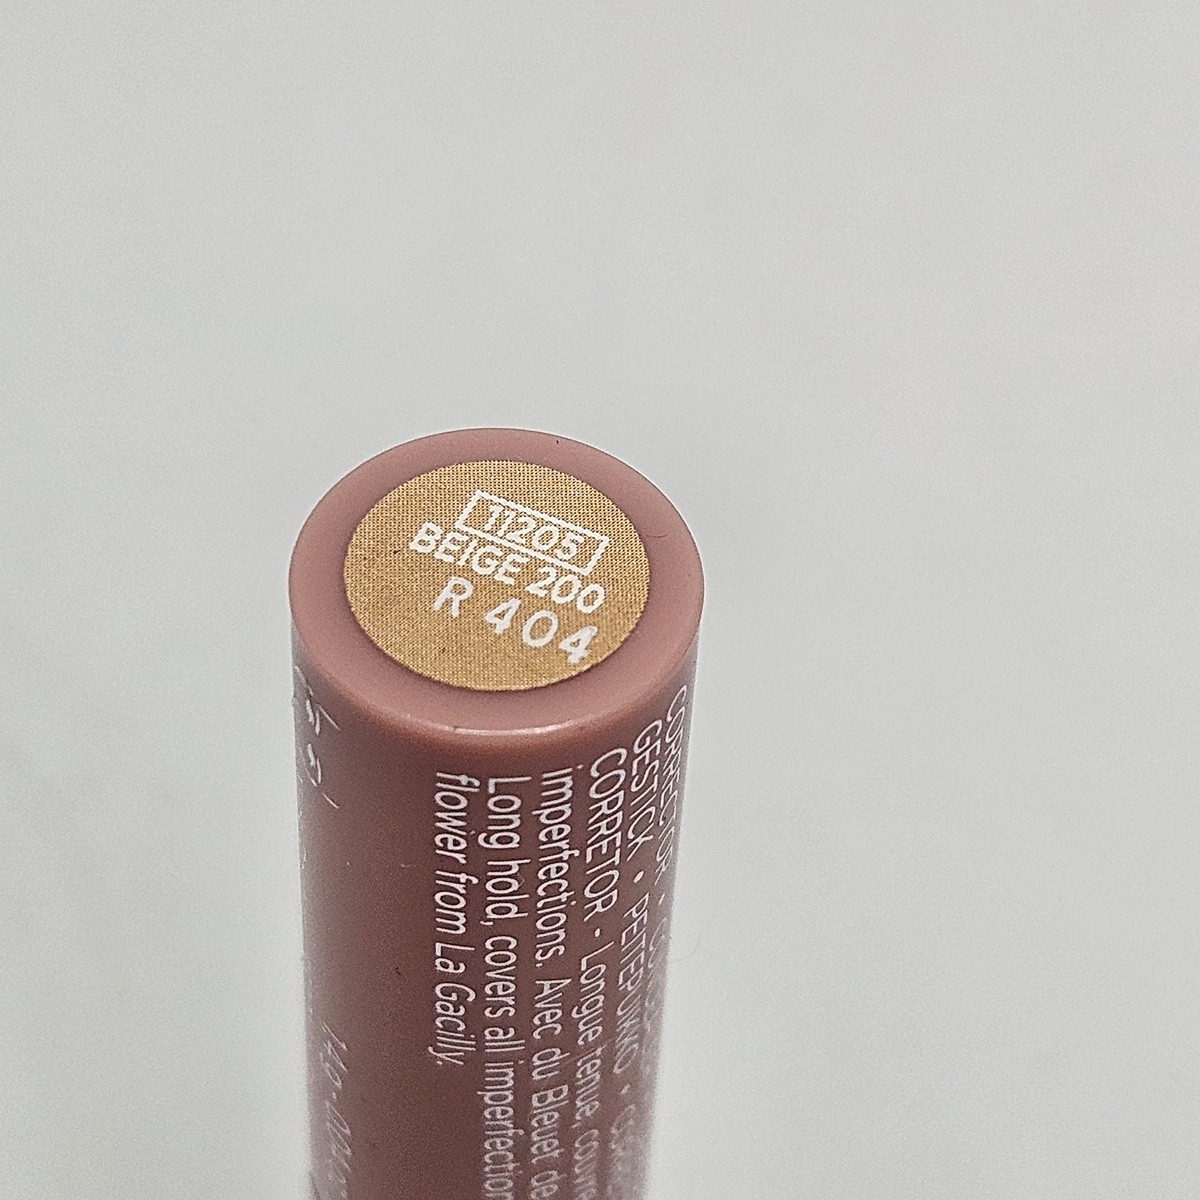 11205
BEIGE 200
R 404
CORRECTOR •
GESTICK •
CORRETOR • Longue tenue,
imperfections. Avec du Bleuet de
Long hold, covers all
flower from La Gacilly.